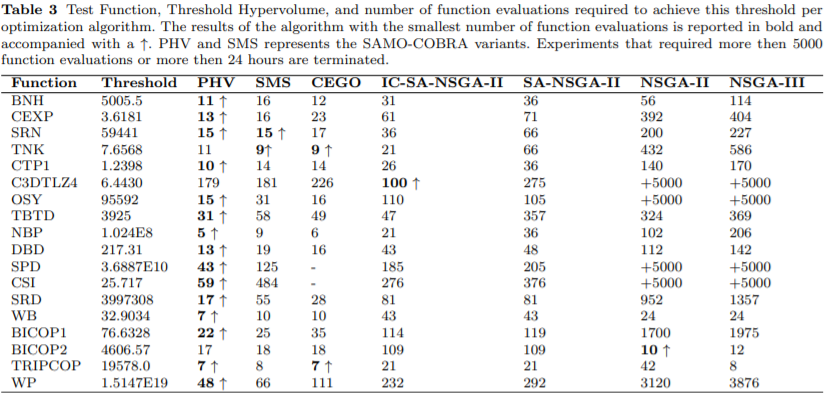 Table 3 Test Function, Threshold Hypervolume, and number of function evaluations required to achieve this threshold per
optimization algorithm. The results of the algorithm with the smallest number of function evaluations is reported in bold and
accompanied with a ↑. PHV and SMS represents the SAMO-COBRA variants. Experiments that required more then 5000
function evaluations or more then 24 hours are terminated.
Function Threshold PHV SMS CEGO IC-SA-NSGA-II SA-NSGA-II NSGA-II NSGA-III
BNH 5005.5 11 ↑ 16 12 31 36 56 114
CEXP 3.6181 13 ↑ 16 23 61 71 392 404
SRN 59441 15 ↑ 15 ↑ 17 36 66 200 227
TNK 7.6568 11 9↑ 9 ↑ 21 66 432 586
CTP1 1.2398 10 ↑ 14 14 26 36 140 170
C3DTLZ4 6.4430 179 181 226 100 ↑ 275 +5000 +5000
OSY 95592 15 ↑ 31 16 110 105 +5000 +5000
TBTD 3925 31 ↑ 58 49 47 357 324 369
NBP 1.024E8 5 ↑ 9 6 21 36 102 206
DBD 217.31 13 ↑ 19 16 43 48 112 142
SPD 3.6887E10 43 ↑ 125 - 185 205 +5000 +5000
CSI 25.717 59 ↑ 484 - 276 376 +5000 +5000
SRD 3997308 17 ↑ 55 28 81 81 952 1357
WB 32.9034 7 ↑ 10 10 43 43 24 24
BICOP1 76.6328 22 ↑ 25 35 114 119 1700 1975
BICOP2 4606.57 17 18 18 109 109 10 ↑ 12
TRIPCOP 19578.0 7 ↑ 8 7 ↑ 21 21 42 8
WP 1.5147E19 48 ↑ 66 111 232 292 3120 3876